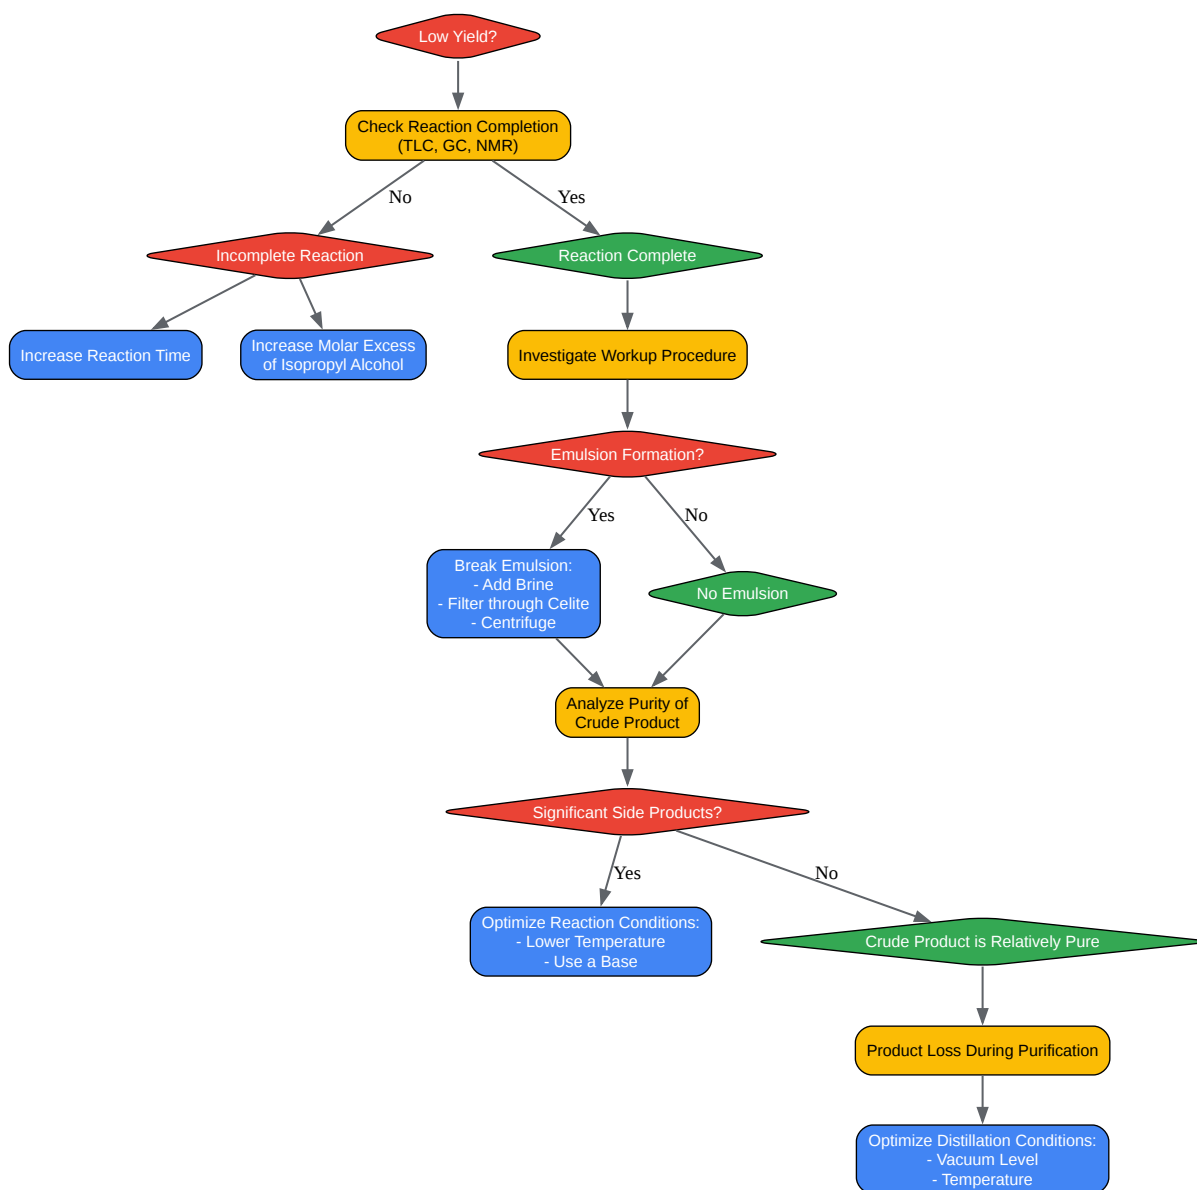 Low Yield?
Check Reaction Completion
(TLC, GC, NMR)
No
Yes
Incomplete Reaction
Reaction Complete
Increase Reaction Time
Increase Molar Excess
of Isopropyl Alcohol
Investigate Workup Procedure
Emulsion Formation?
Yes
No
Break Emulsion:
- Add Brine
- Filter through Celite
- Centrifuge
No Emulsion
Analyze Purity of
Crude Product
Significant Side Products?
Yes
No
Optimize Reaction Conditions:
- Lower Temperature
- Use a Base
Crude Product is Relatively Pure
Product Loss During Purification
Optimize Distillation Conditions:
- Vacuum Level
- Temperature